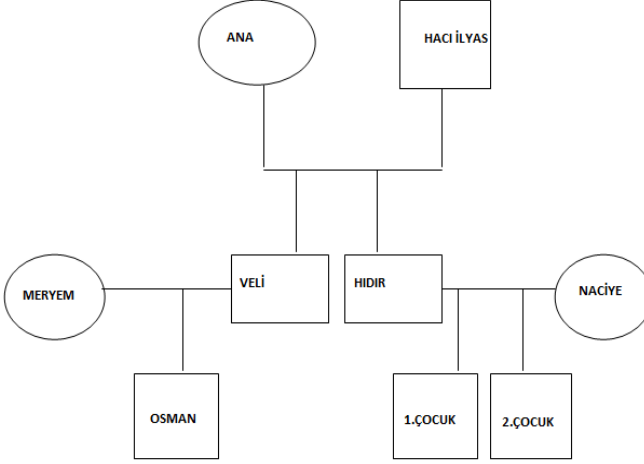 ANA
HACI İLYAS
MERYEM
VELİ
HIDIR
NACİYE
OSMAN
1.ÇOCUK
2.ÇOCUK